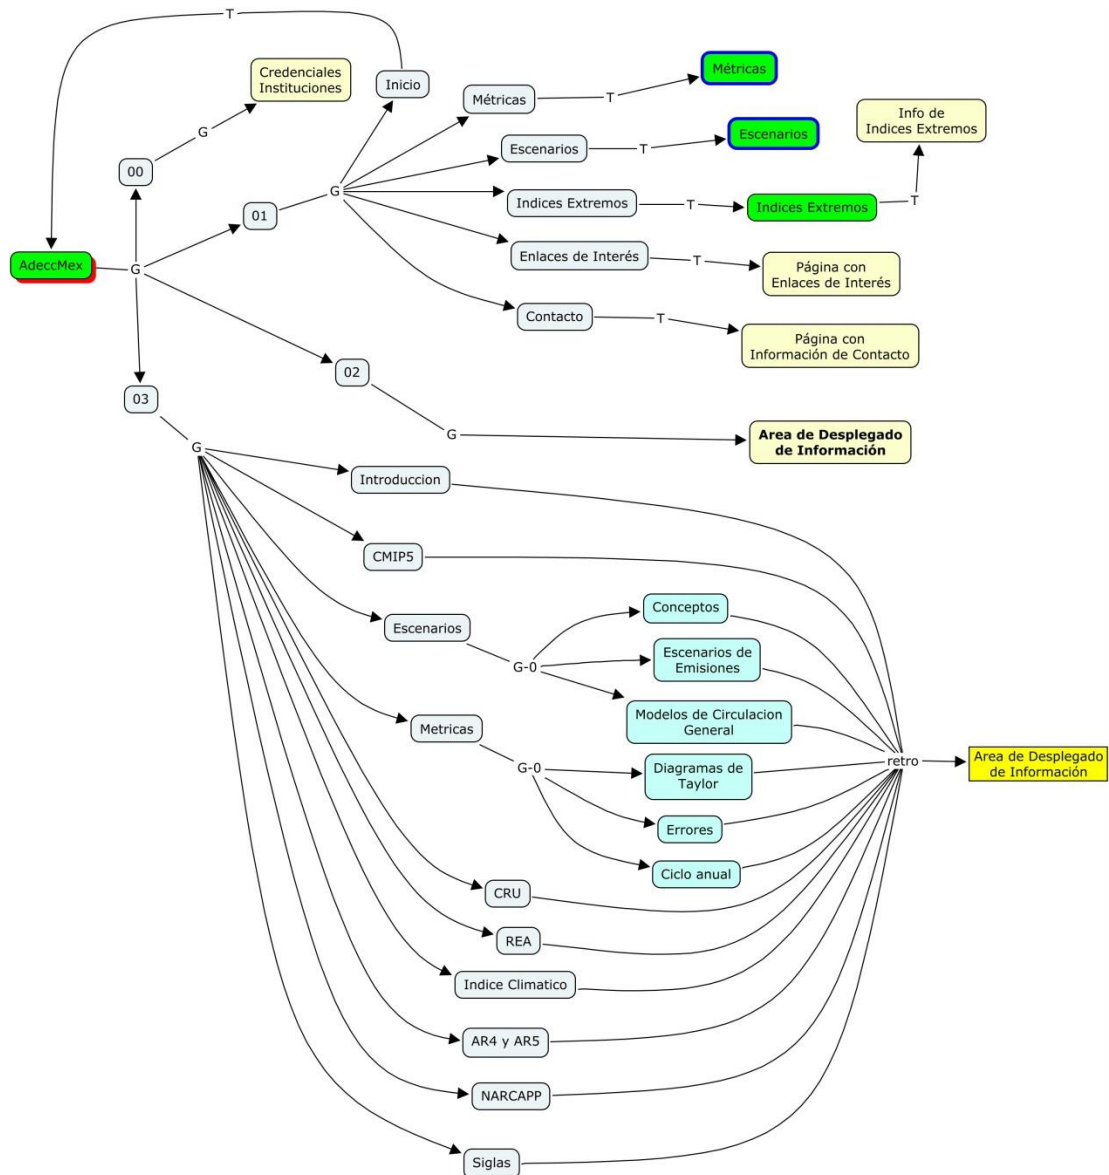 T
Credenciales
Instituciones
Inicio
Métricas
T
Métricas
G
Escenarios
T
Escenarios
Info de
Indices Extremos
00
G
01
Indices Extremos
T
Indices Extremos
T
AdeccMex
G
Enlaces de Interés
T
Página con
Enlaces de Interés
Contacto
T
Página con
Información de Contacto
02
03
G
Area de Desplegado
de Información
G
Introduccion
CMIP5
Escenarios
G-0
Conceptos
Escenarios de
Emisiones
Modelos de Circulacion
General
Metricas
G-0
Diagramas de
Taylor
Errores
Ciclo anual
retro
Area de Desplegado
de Información
CRU
REA
Indice Climatico
AR4 y AR5
NARCAPP
Siglas